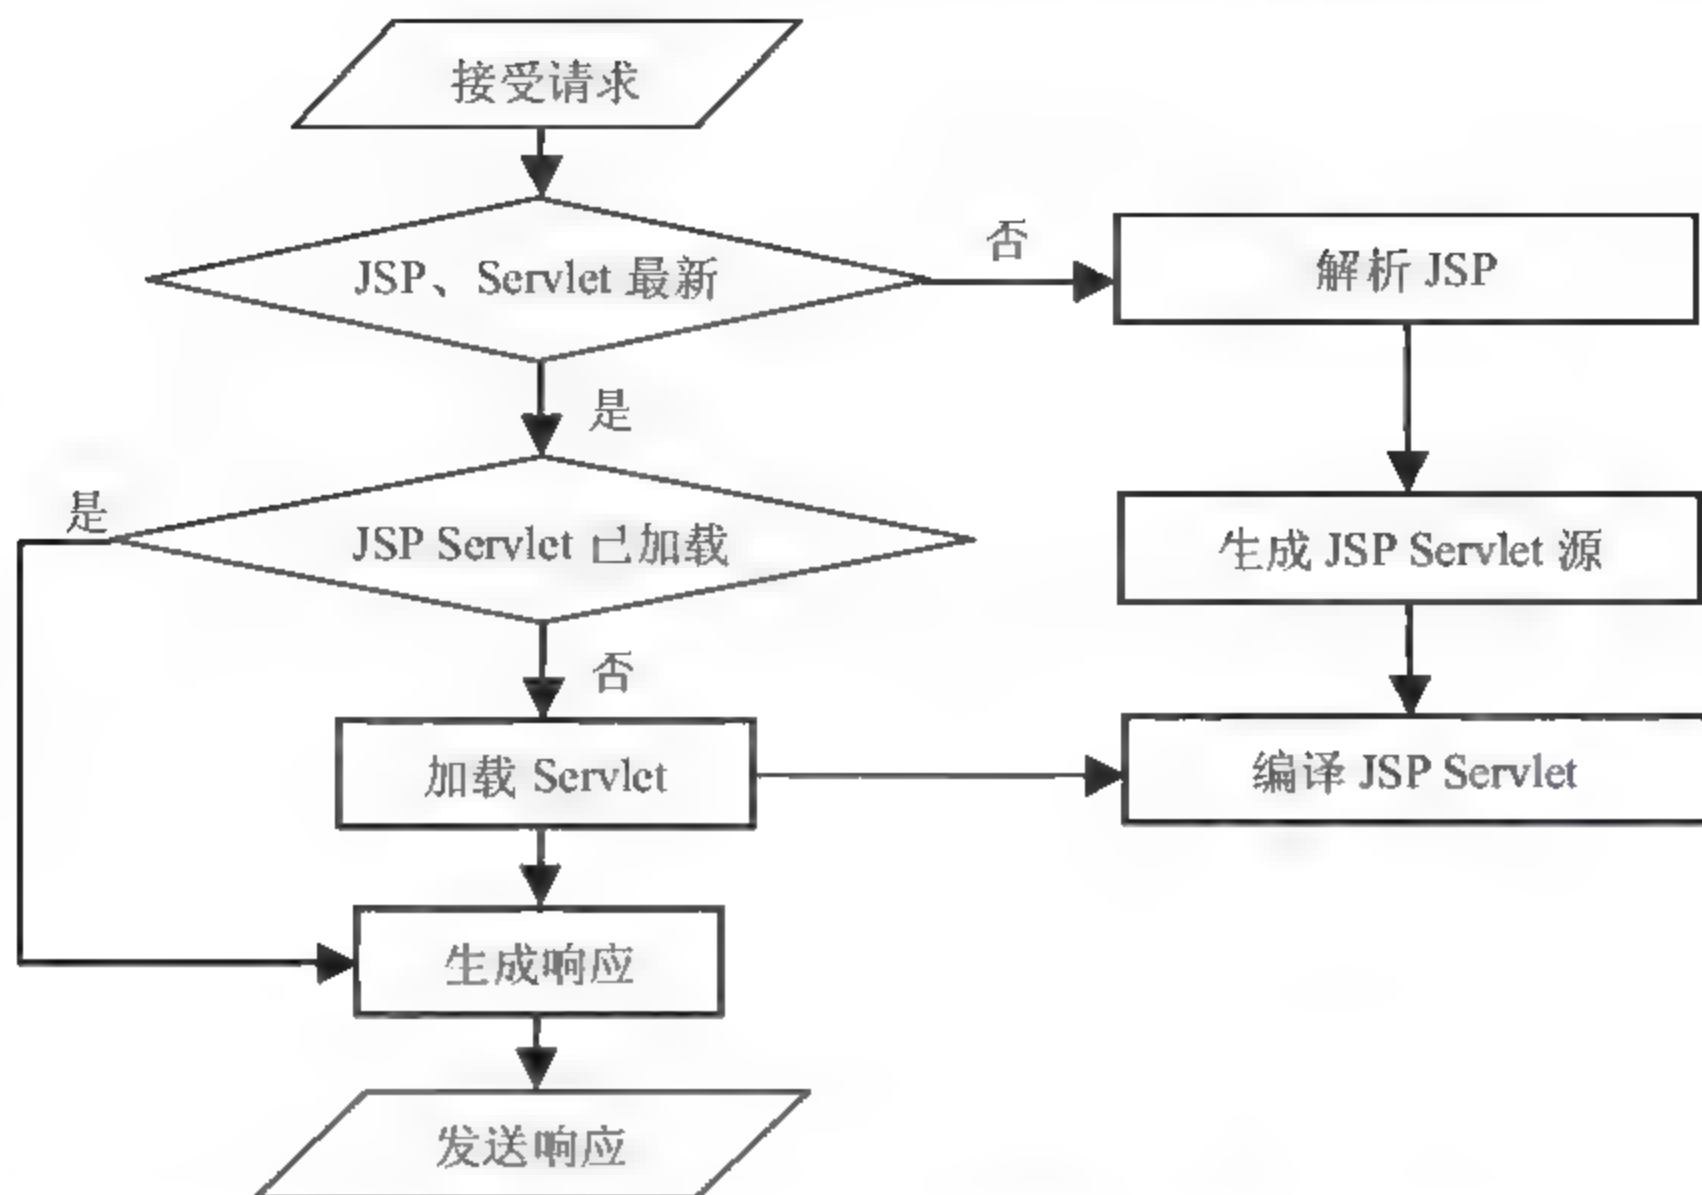 接受请求
JSP、Servlet 最新
否
解析 JSP
是
是
JSP Servlet 已加载
生成 JSP Servlet 源
否
加载 Servlet
编译 JSP Servlet
生成响应
发送响应